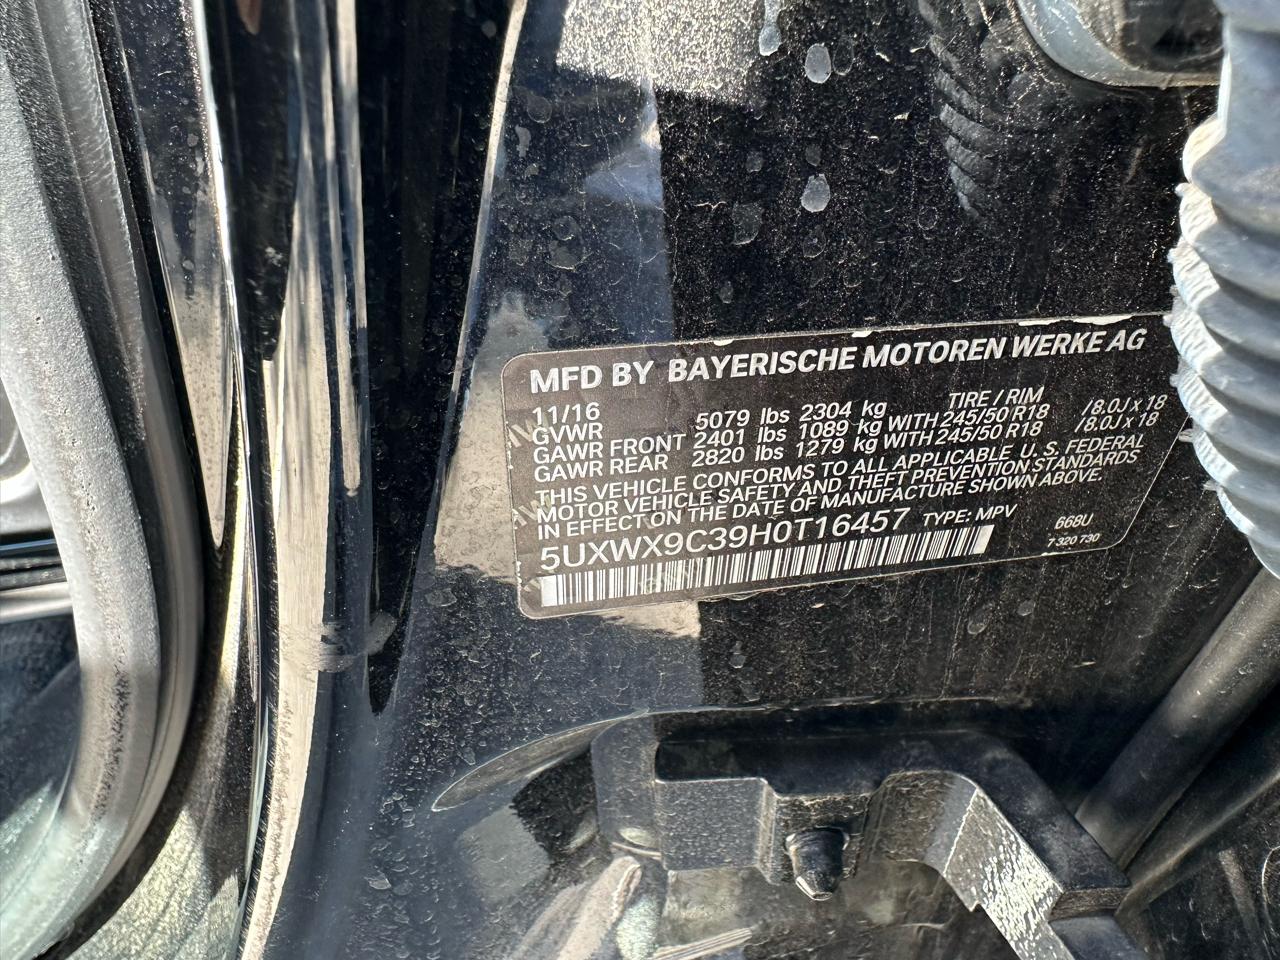 MFD BY BAYERISCHE MOTOREN WERKE AG
11/16 TIRE / RIM
GVWR 5079 lbs 2304 kg
GAWR FRONT 2401 lbs 1089 kg WITH 245/50 R18 /8.0J x 18
GAWR REAR 2820 lbs 1279 kg WITH 245/50 R18 /8.0J x 18
THIS VEHICLE CONFORMS TO ALL APPLICABLE U. S. FEDERAL
MOTOR VEHICLE SAFETY AND THEFT PREVENTION STANDARDS
IN EFFECT ON THE DATE OF MANUFACTURE SHOWN ABOVE.
5UXWX9C39H0T16457 TYPE: MPV 668U
7 320 730